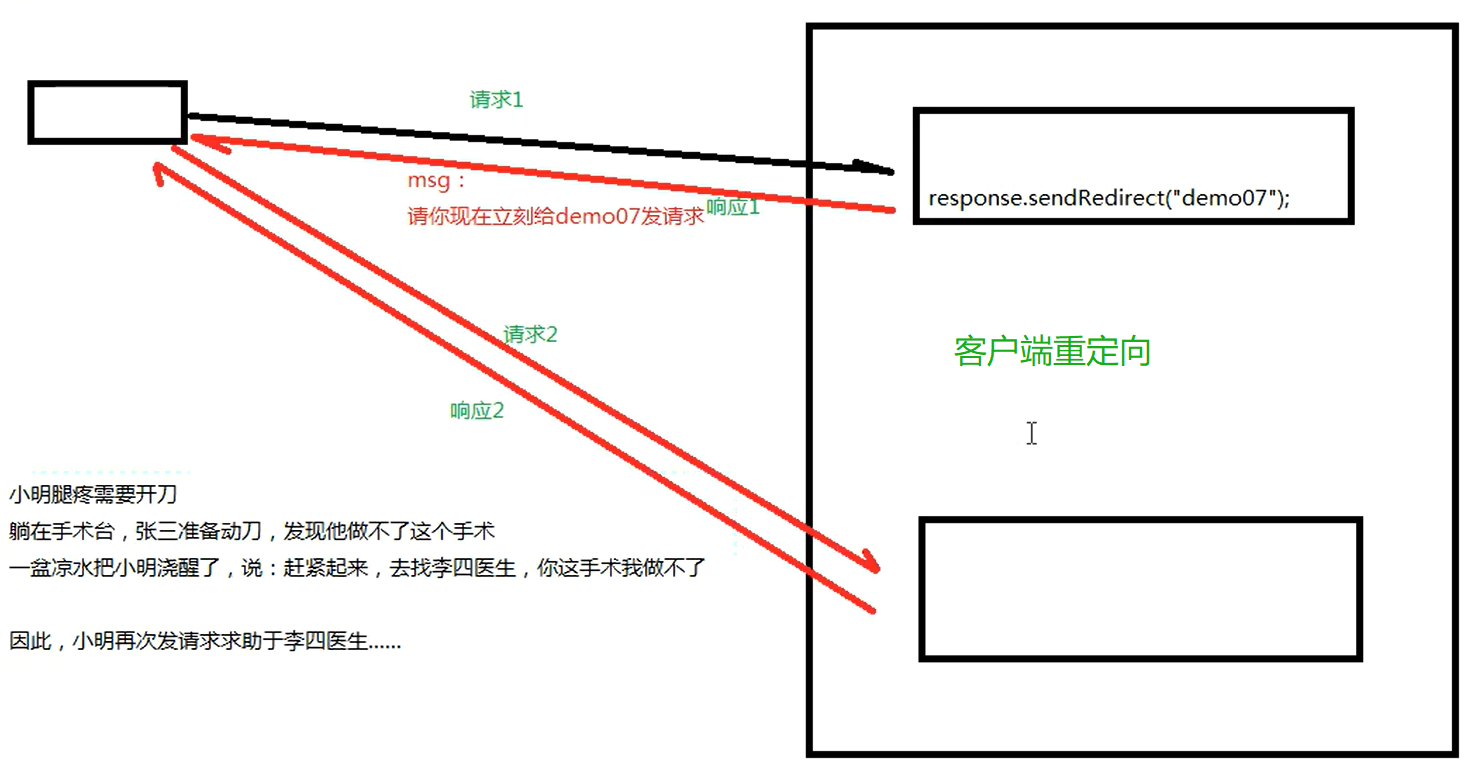 请求1
msg：
请你现在立刻给demo07发请求
响应1
response.sendRedirect("demo07");
请求2
客户端重定向
响应2
小明腿疼需要开刀
躺在手术台，张三准备动刀，发现他做不了这个手术
一盆凉水把小明浇醒了，说：赶紧起来，去找李四医生，你这手术我做不了
因此，小明再次发请求求助于李四医生......